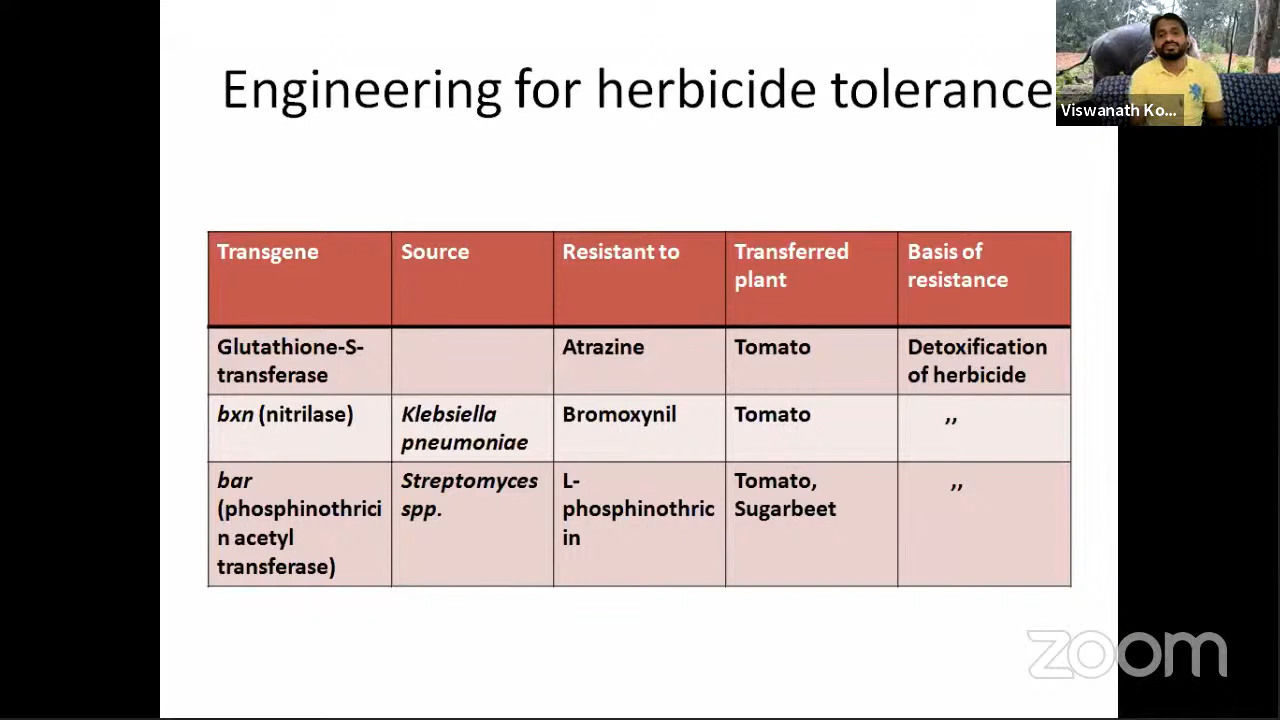 Engineering for herbicide tolerance
Viswanath Ko...
Transgene
Source
Resistant to
Transferred
plant
Basis of
resistance
Glutathione-S-
transferase
Atrazine
Tomato
Detoxification
of herbicide
bxn (nitrilase)
Klebsiella
pneumoniae
Bromoxynil
Tomato
,,
bar
(phosphinothrici
n acetyl
transferase)
Streptomyces
spp.
L-
phosphinothric
in
Tomato,
Sugarbeet
,,
zoom